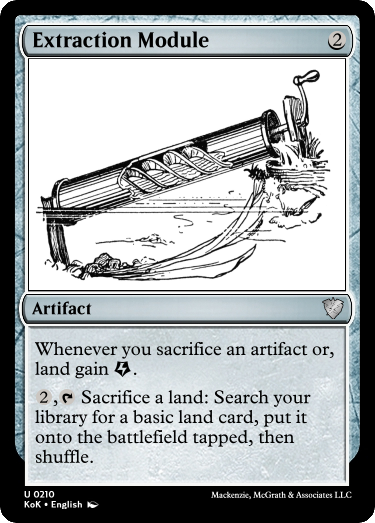 Extraction Module 2
Artifact
Whenever you sacrifice an artifact or,
land gain .
2, Sacrifice a land: Search your
library for a basic land card, put it
onto the battlefield tapped, then
shuffle.
U 0210
KoK • English
Mackenzie, McGrath & Associates LLC